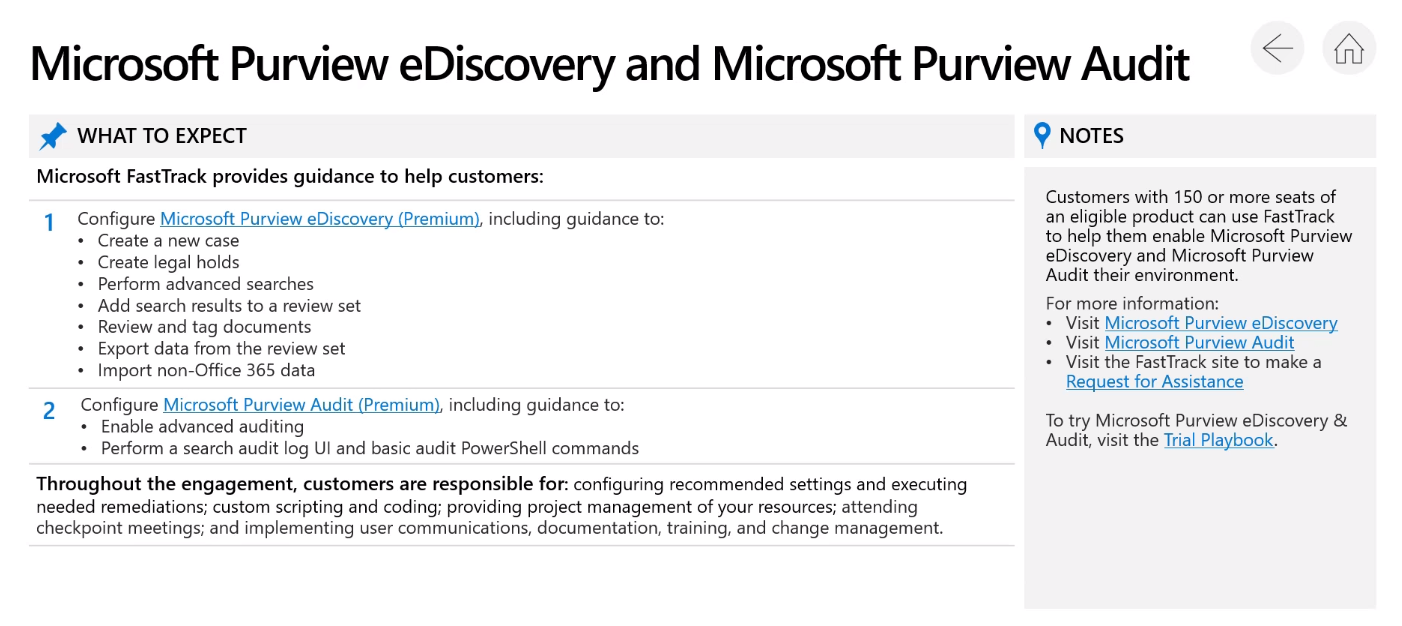 Microsoft Purview eDiscovery and Microsoft Purview Audit
WHAT TO EXPECT
Microsoft FastTrack provides guidance to help customers:
1 Configure Microsoft Purview eDiscovery (Premium), including guidance to:
• Create a new case
• Create legal holds
• Perform advanced searches
• Add search results to a review set
• Review and tag documents
• Export data from the review set
• Import non-Office 365 data
2 Configure Microsoft Purview Audit (Premium), including guidance to:
• Enable advanced auditing
• Perform a search audit log UI and basic audit PowerShell commands
Throughout the engagement, customers are responsible for: configuring recommended settings and executing
needed remediations; custom scripting and coding; providing project management of your resources; attending
checkpoint meetings; and implementing user communications, documentation, training, and change management.
NOTES
Customers with 150 or more seats of
an eligible product can use FastTrack
to help them enable Microsoft Purview
eDiscovery and Microsoft Purview
Audit their environment.
For more information:
• Visit Microsoft Purview eDiscovery
• Visit Microsoft Purview Audit
• Visit the FastTrack site to make a
Request for Assistance
To try Microsoft Purview eDiscovery &
Audit, visit the Trial Playbook.